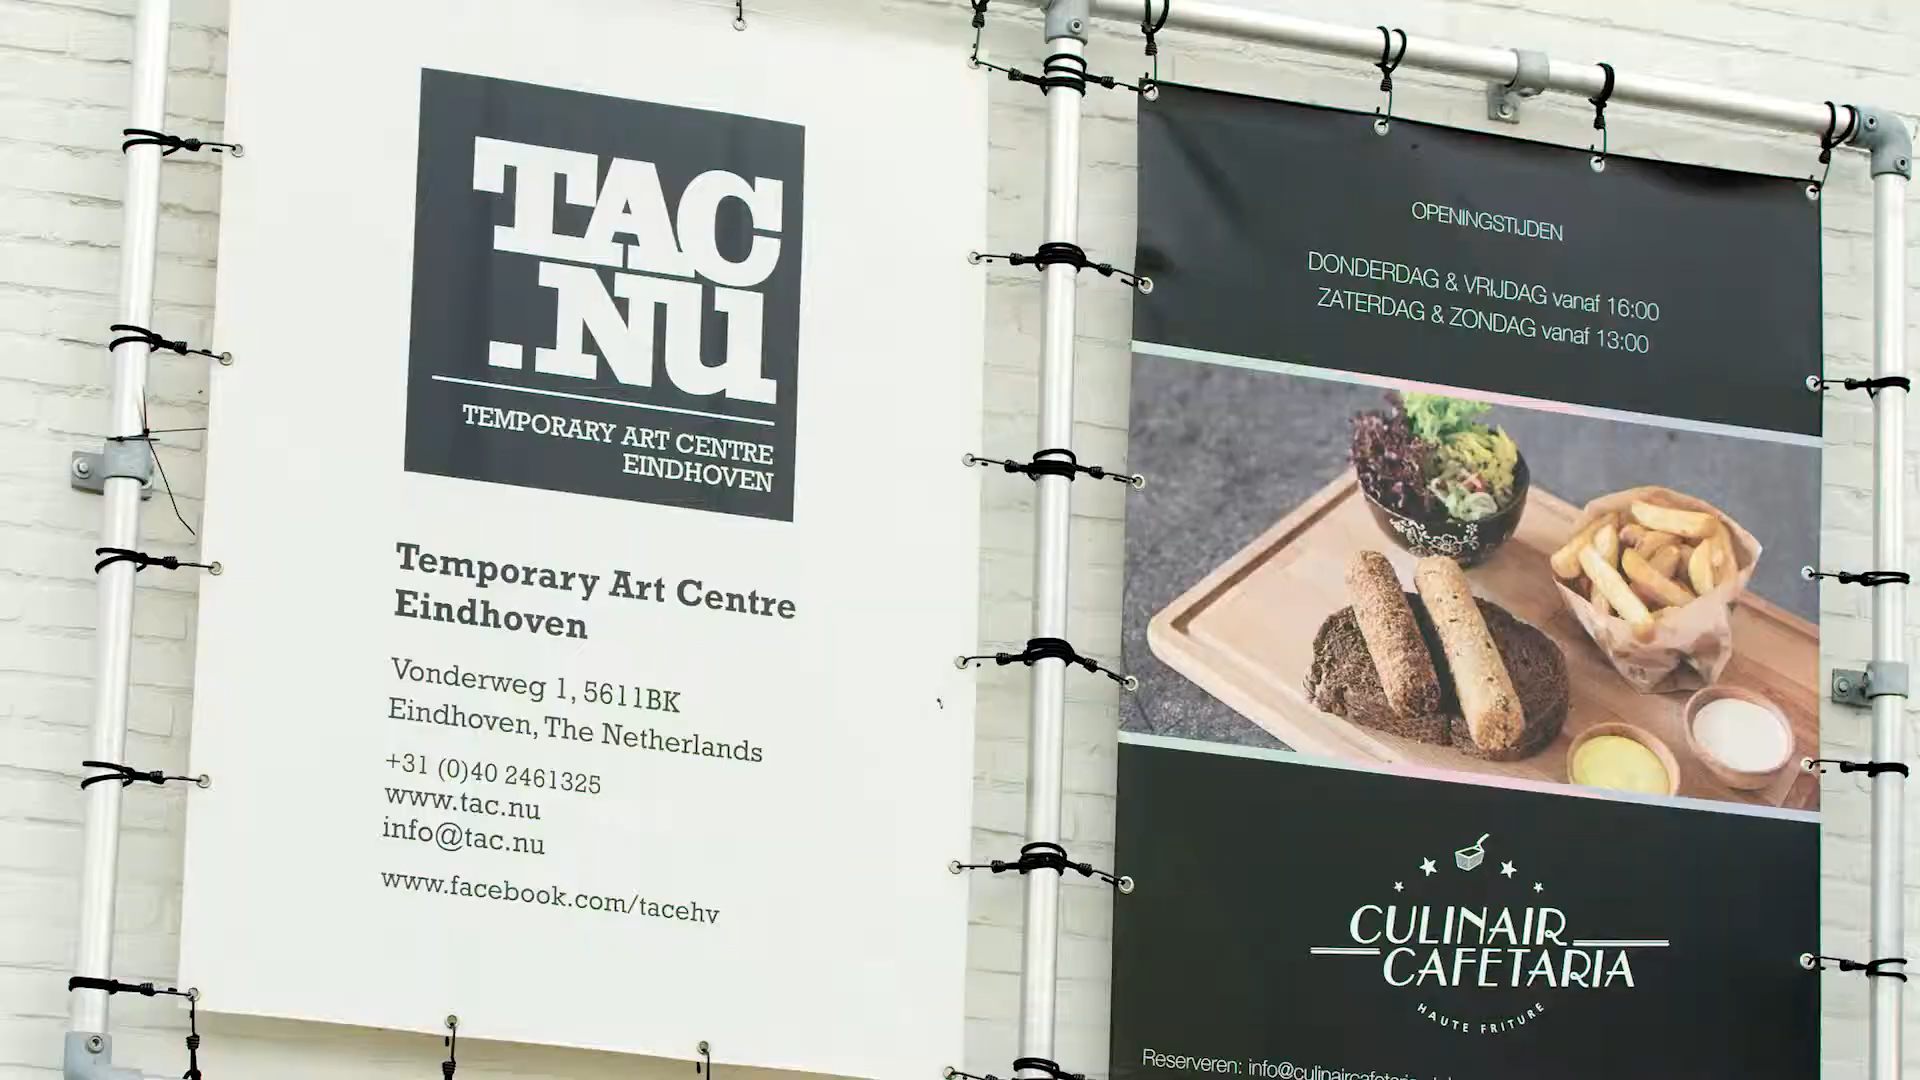 TAC
.NU
TEMPORARY ART CENTRE
EINDHOVEN
Temporary Art Centre
Eindhoven
Vonderweg 1, 5611BK
Eindhoven, The Netherlands
+31 (0)40 2461325
www.tac.nu
info@tac.nu
www.facebook.com/tacehv
OPENINGSTIJDEN
DONDERDAG & VRIJDAG vanaf 16:00
ZATERDAG & ZONDAG vanaf 13:00
CULINAIR
CAFETARIA
HAUTE FRITURE
Reserveren: